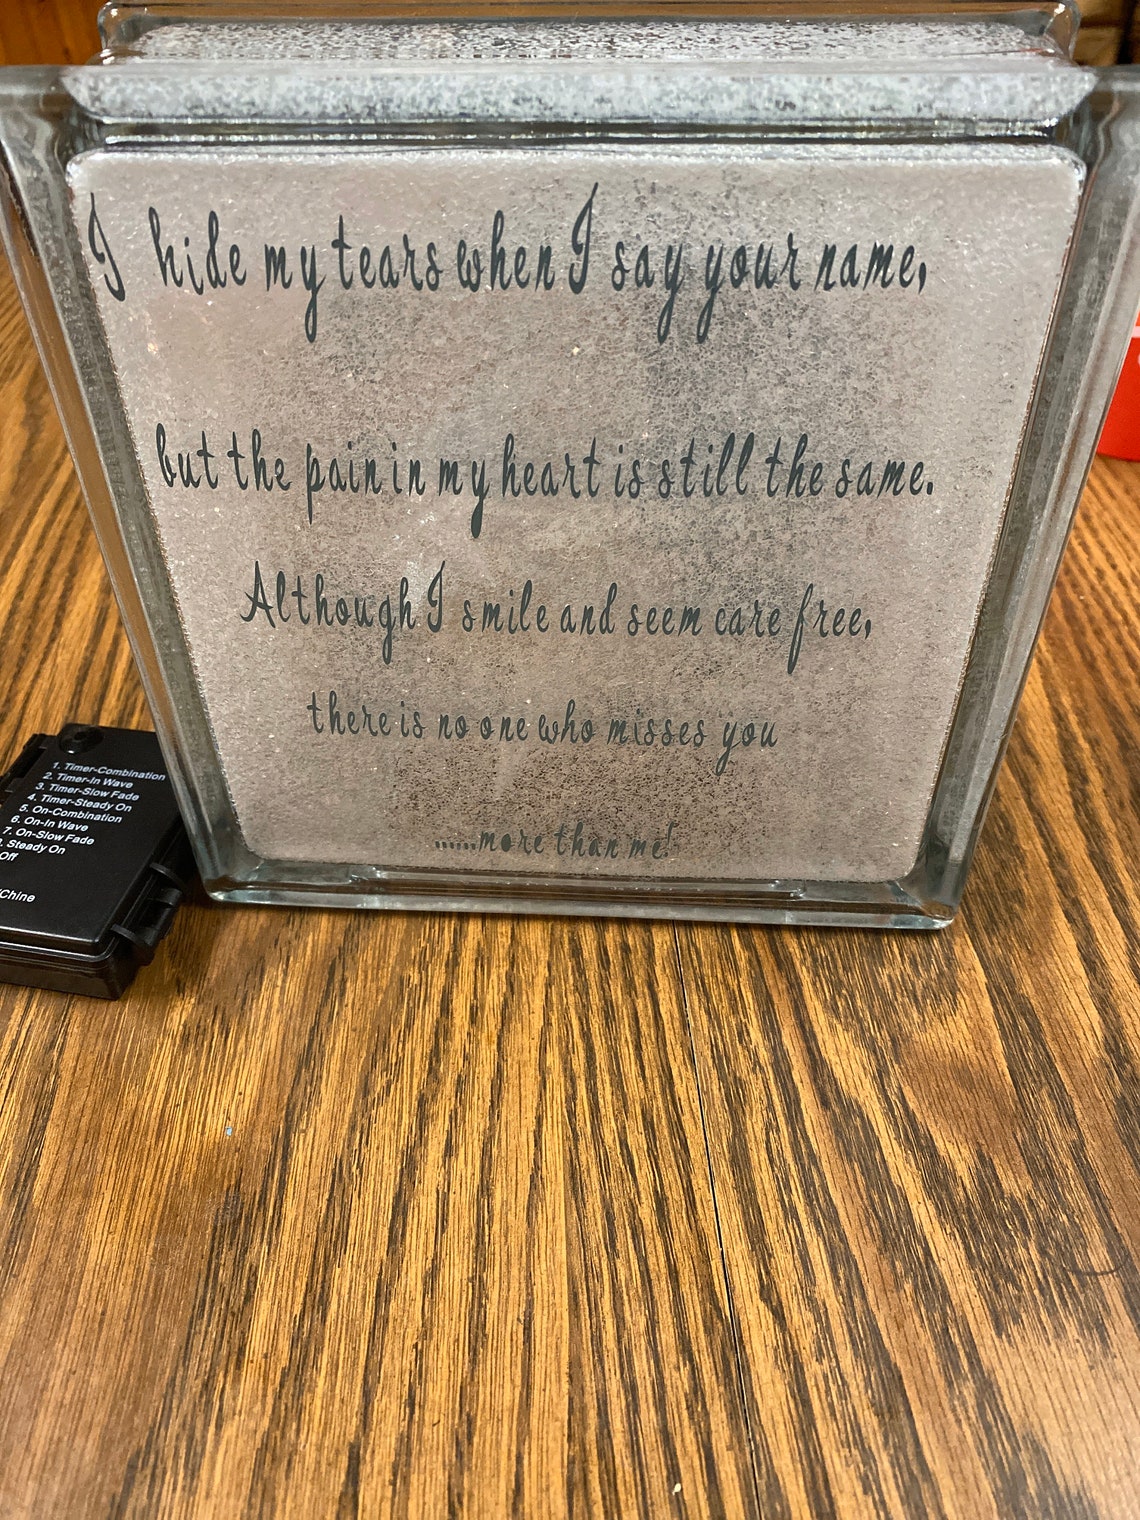 I hide my tears when I say your name,
but the pain in my heart is still the same.
Although I smile and seem care free,
there is no one who misses you
......more than me!
1. Timer-Combination
2. Timer-In Wave
3. Timer-Slow Fade
4. Timer-Steady On
5. On-Combination
6. On-In Wave
7. On-Slow Fade
8. Steady On
Off
Chine